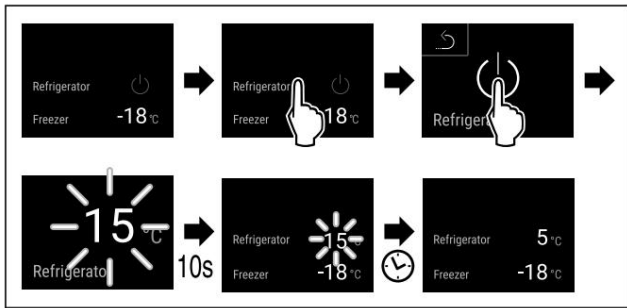 Refrigerator
Freezer -18 °C
Refrigerator
Freezer 18 °C
Refriger
15 °C
Refrigerato
10s
Refrigerator 15
Freezer -18 °C
Refrigerator 5 °C
Freezer -18 °C